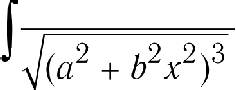 ∫ 1/√((a² + b²x²)³)